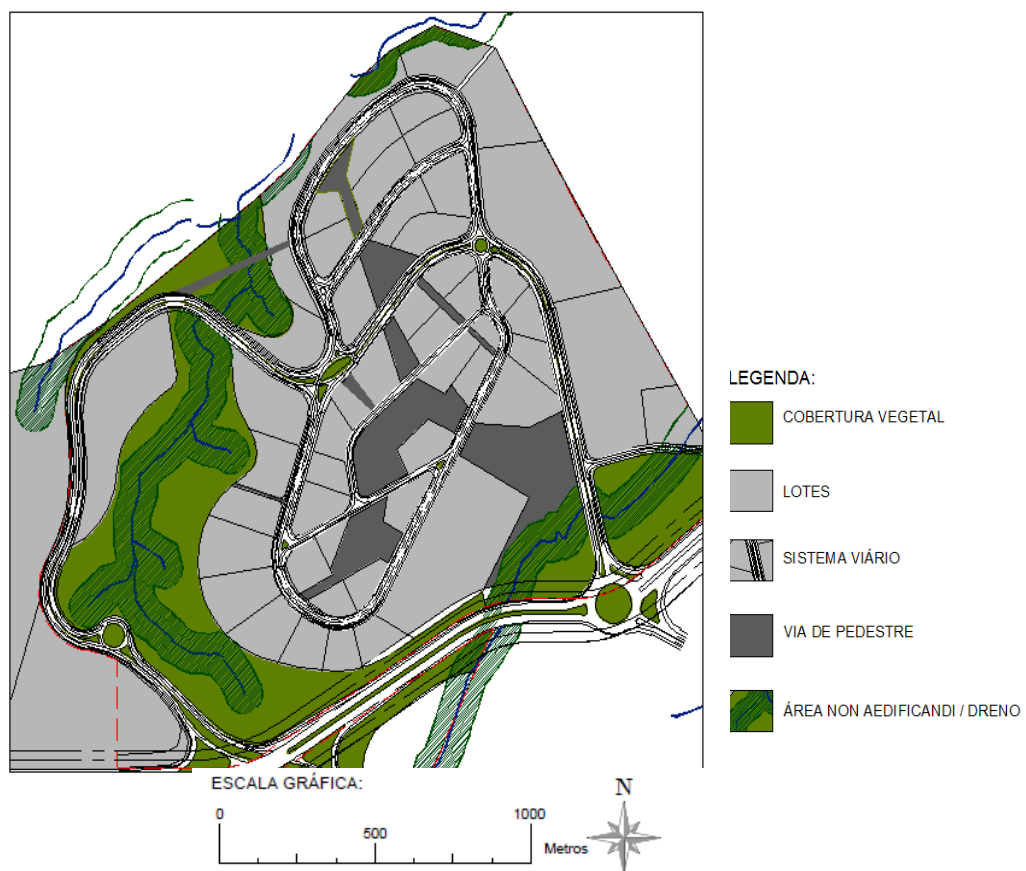 LEGENDA:
COBERTURA VEGETAL
LOTES
SISTEMA VIÁRIO
VIA DE PEDESTRE
ÁREA NON AEDIFICANDI / DRENO
ESCALA GRÁFICA:
0
500
1000
Metros
N